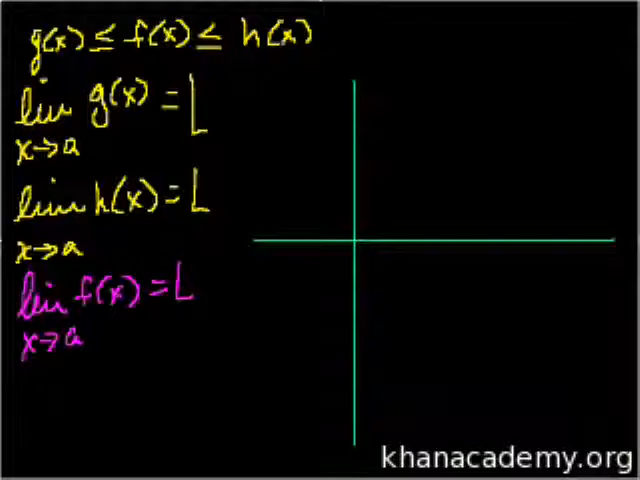 g(x) ≤ f(x) ≤ h(x)
lim g(x) = L
x→a
lim h(x) = L
x→a
lim f(x) = L
x→a
khanacademy.org